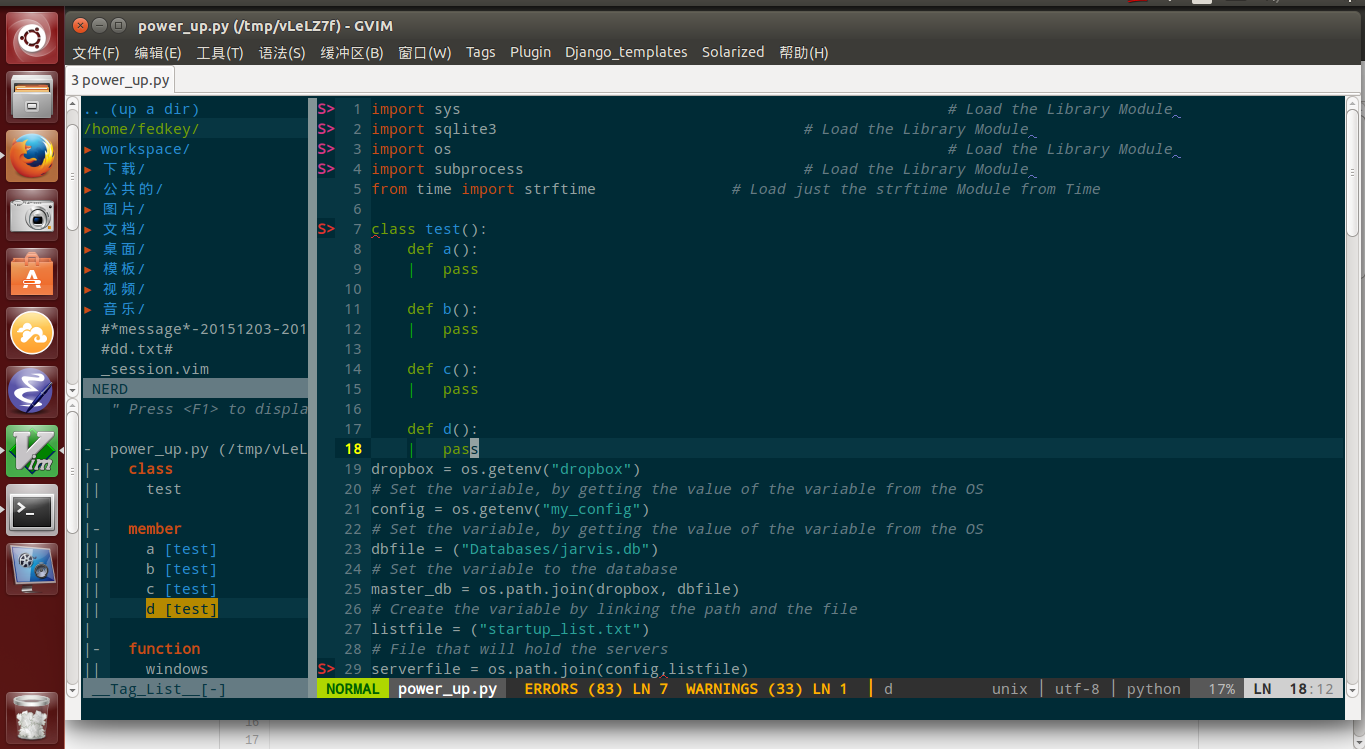 power_up.py (/tmp/vLeLZ7f) - GVIM
文件(F) 编辑(E) 工具(T) 语法(S) 缓冲区(B) 窗口(W) Tags Plugin Django_templates Solarized 帮助(H)
3 power_up.py
.. (up a dir)
/home/fedkey/
▸ workspace/
▸ 下载/
▸ 公共的/
▸ 图片/
▸ 文档/
▸ 桌面/
▸ 模板/
▸ 视频/
▸ 音乐/
#*message*-20151203-201
#dd.txt#
_session.vim
NERD
" Press <F1> to displa
- power_up.py (/tmp/vLeL
|- class
|| test
|
|- member
|| a [test]
|| b [test]
|| c [test]
|| d [test]
|
|- function
|| windows
__Tag_List__[-]
S> 1 import sys # Load the Library Module
S> 2 import sqlite3 # Load the Library Module
S> 3 import os # Load the Library Module
S> 4 import subprocess # Load the Library Module
5 from time import strftime # Load just the strftime Module from Time
6
S> 7 class test():
8 def a():
9 | pass
10
11 def b():
12 | pass
13
14 def c():
15 | pass
16
17 def d():
18 | pass
19 dropbox = os.getenv("dropbox")
20 # Set the variable, by getting the value of the variable from the OS
21 config = os.getenv("my_config")
22 # Set the variable, by getting the value of the variable from the OS
23 dbfile = ("Databases/jarvis.db")
24 # Set the variable to the database
25 master_db = os.path.join(dropbox, dbfile)
26 # Create the variable by linking the path and the file
27 listfile = ("startup_list.txt")
28 # File that will hold the servers
S> 29 serverfile = os.path.join(config,listfile)
NORMAL power_up.py ERRORS (83) LN 7 WARNINGS (33) LN 1 | d unix | utf-8 | python 17% LN 18:12
16
17